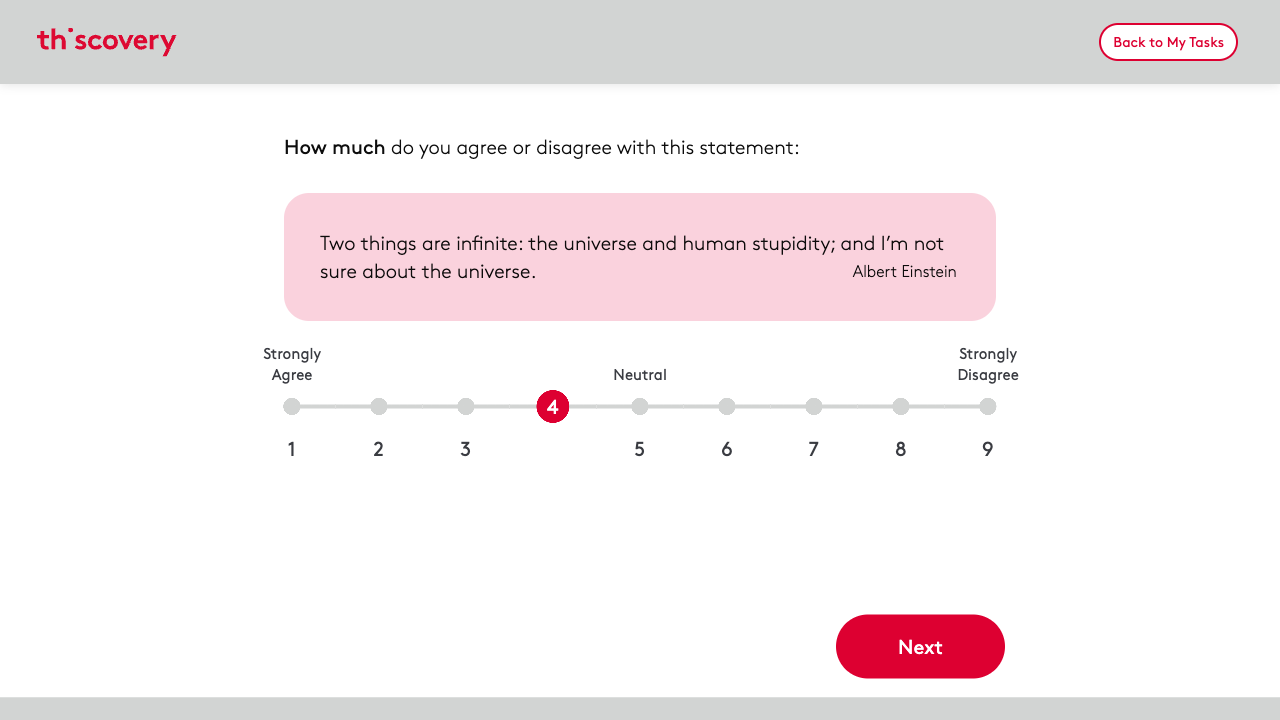 thiscovery
Back to My Tasks
How much do you agree or disagree with this statement:
Two things are infinite: the universe and human stupidity; and I’m not
sure about the universe.
Albert Einstein
Strongly
Agree
Neutral
Strongly
Disagree
4
1 2 3 5 6 7 8 9
Next